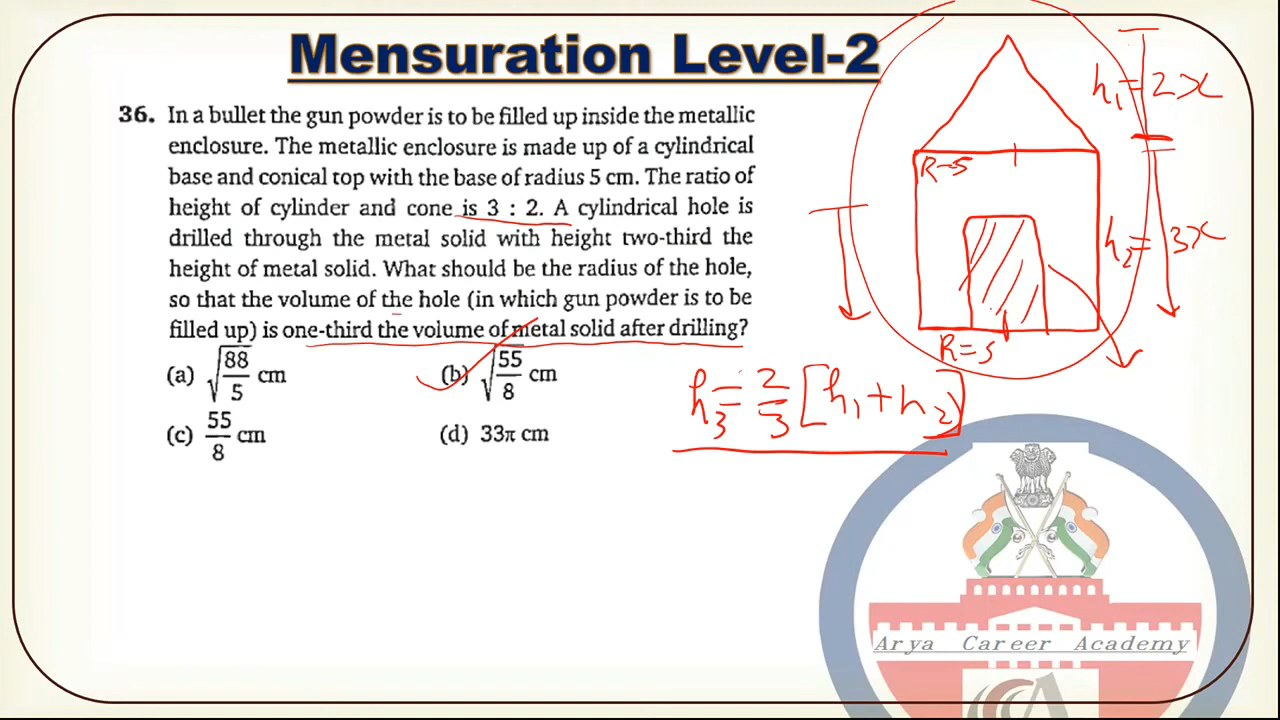 Mensuration Level-2
36. In a bullet the gun powder is to be filled up inside the metallic
enclosure. The metallic enclosure is made up of a cylindrical
base and conical top with the base of radius 5 cm. The ratio of
height of cylinder and cone is 3 : 2. A cylindrical hole is
drilled through the metal solid with height two-third the
height of metal solid. What should be the radius of the hole,
so that the volume of the hole (in which gun powder is to be
filled up) is one-third the volume of metal solid after drilling?
(a) √(88/5) cm (b) √(55/8) cm
(c) 55/8 cm (d) 33π cm
h₁ = 2x
R=5
h₂ = 3x
R=5
h₃ = 2/3 [h₁ + h₂]
Arya Career Academy